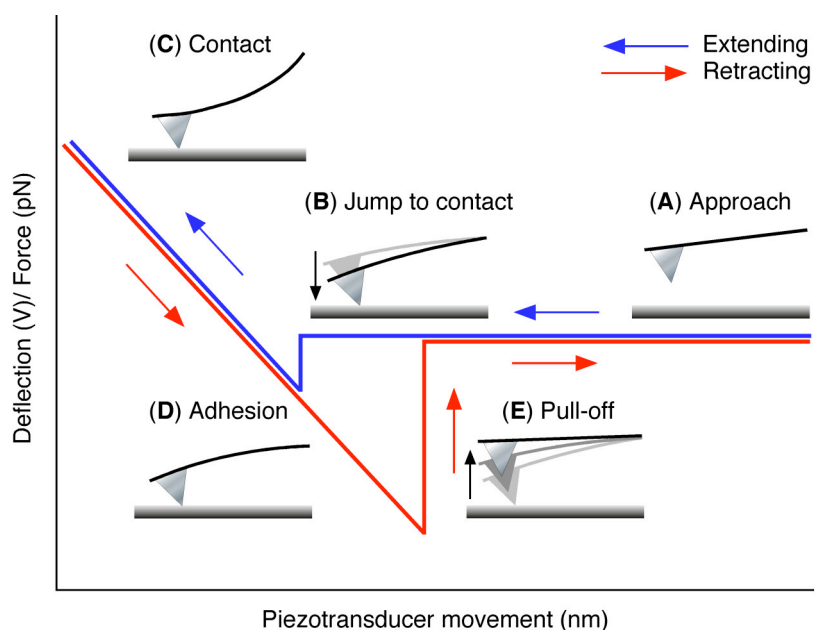 (C) Contact
Extending
Retracting
(B) Jump to contact
(A) Approach
Deflection (V)/ Force (pN)
(D) Adhesion
(E) Pull-off
Piezotransducer movement (nm)